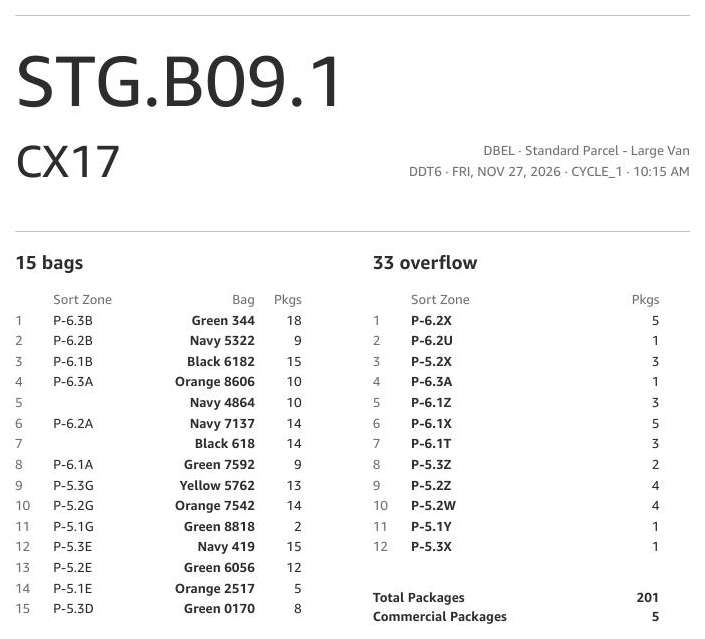 STG.B09.1
CX17
DBEL · Standard Parcel - Large Van
DDT6 · FRI, NOV 27, 2026 · CYCLE_1 · 10:15 AM
15 bags
Sort Zone Bag Pkgs
1 P-6.3B Green 344 18
2 P-6.2B Navy 5322 9
3 P-6.1B Black 6182 15
4 P-6.3A Orange 8606 10
5 Navy 4864 10
6 P-6.2A Navy 7137 14
7 Black 618 14
8 P-6.1A Green 7592 9
9 P-5.3G Yellow 5762 13
10 P-5.2G Orange 7542 14
11 P-5.1G Green 8818 2
12 P-5.3E Navy 419 15
13 P-5.2E Green 6056 12
14 P-5.1E Orange 2517 5
15 P-5.3D Green 0170 8
33 overflow
Sort Zone Pkgs
1 P-6.2X 5
2 P-6.2U 1
3 P-5.2X 3
4 P-6.3A 1
5 P-6.1Z 3
6 P-6.1X 5
7 P-6.1T 3
8 P-5.3Z 2
9 P-5.2Z 4
10 P-5.2W 4
11 P-5.1Y 1
12 P-5.3X 1
Total Packages 201
Commercial Packages 5